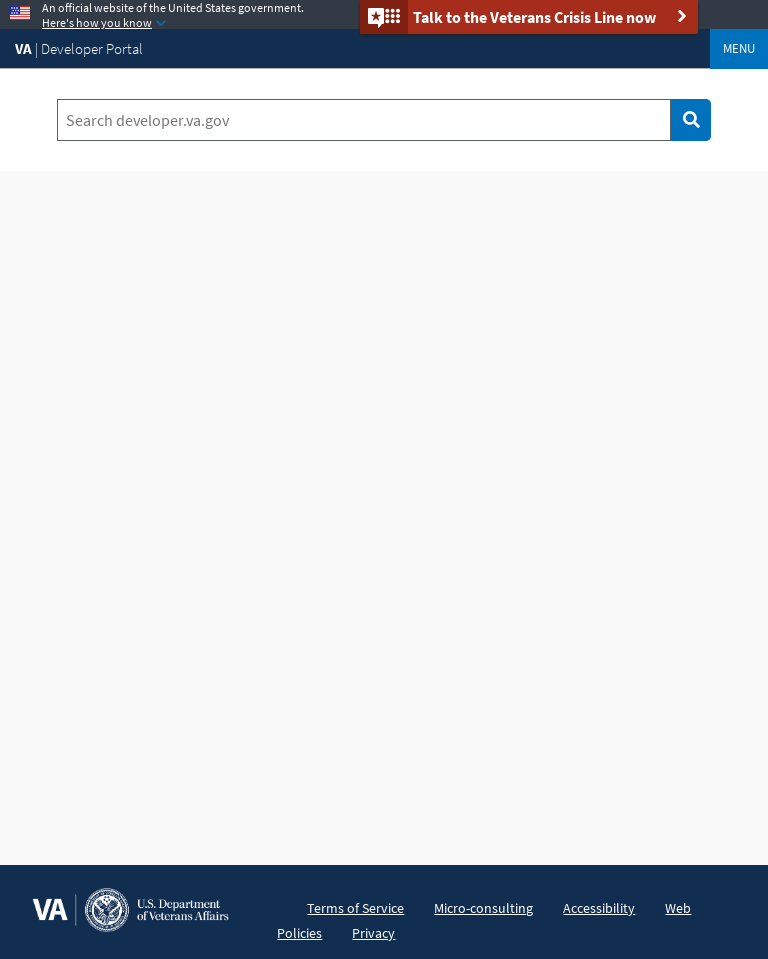 An official website of the United States government.
Here's how you know
Talk to the Veterans Crisis Line now
VA | Developer Portal
MENU
Search developer.va.gov
VA
U.S. Department
of Veterans Affairs
Terms of Service
Micro-consulting
Accessibility
Web
Policies
Privacy